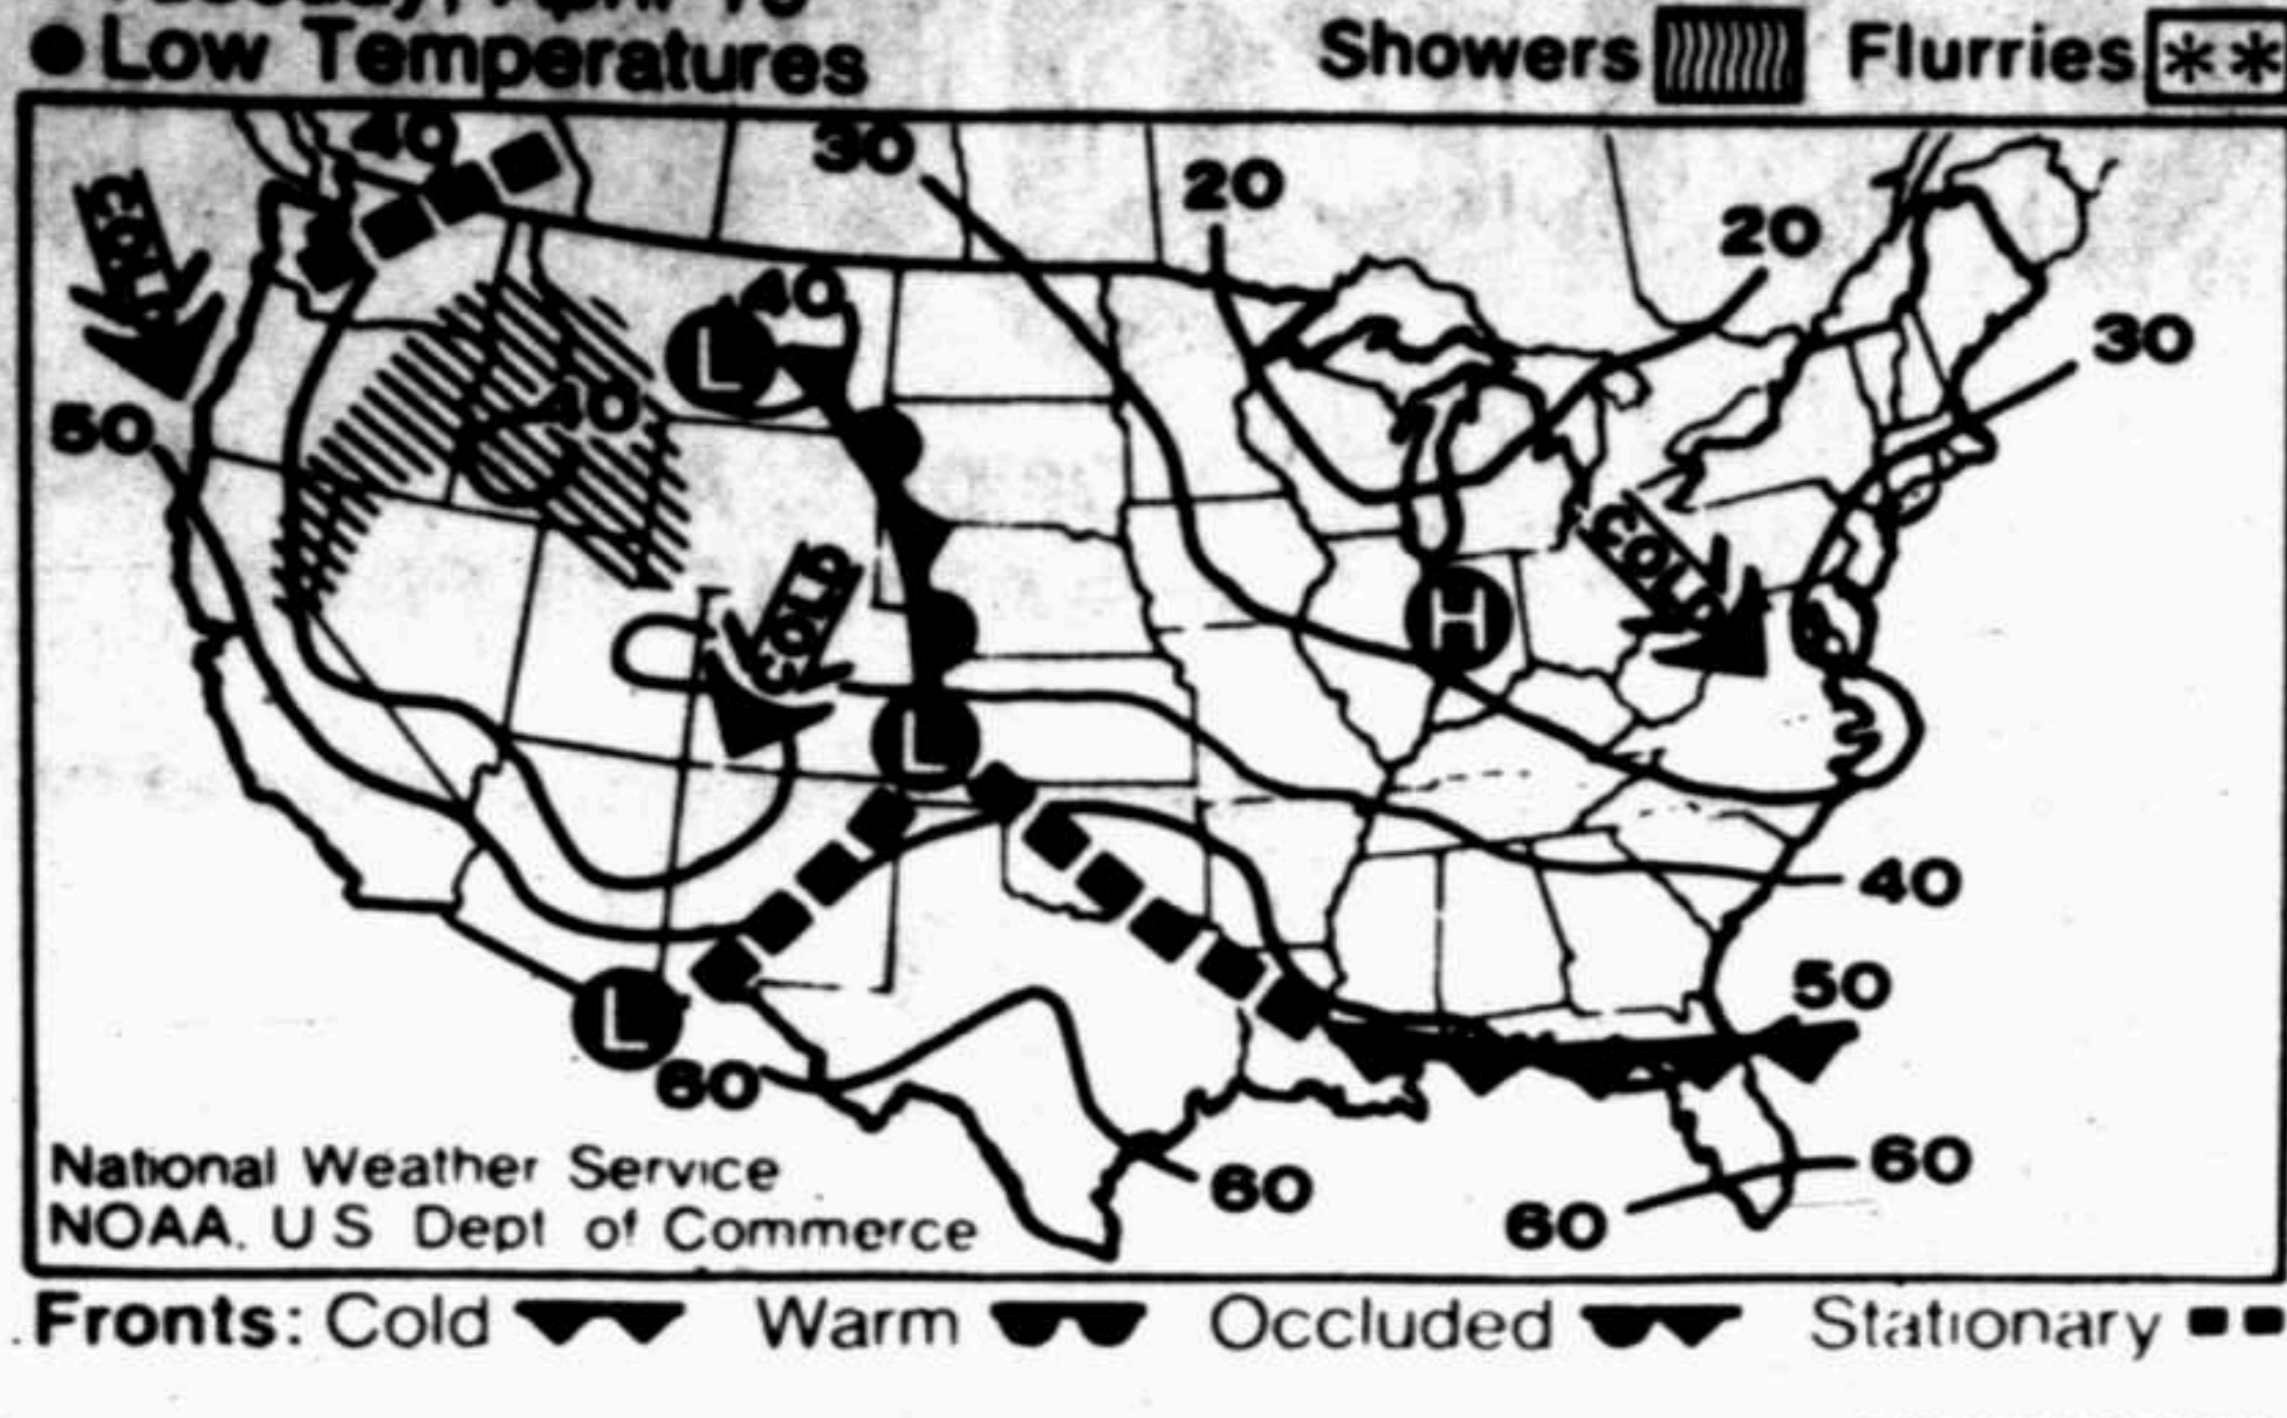 ● Low Temperatures
Showers Flurries
40
30
20
20
COLD
40
30
L
50
40
COLD
COLD
H
L
40
50
L
60
60
60
60
National Weather Service
NOAA. U S Dept of Commerce
Fronts: Cold Warm Occluded Stationary